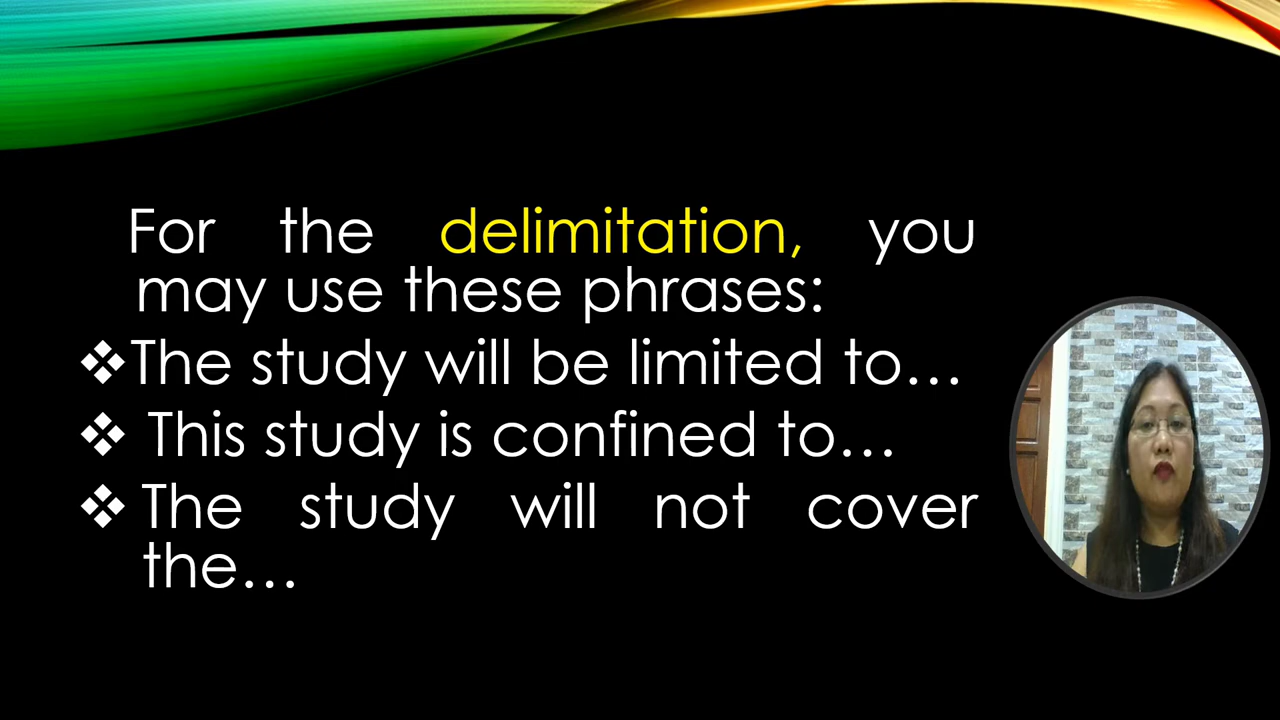 For the delimitation, you
may use these phrases:
❖The study will be limited to…
❖ This study is confined to…
❖ The study will not cover
the…